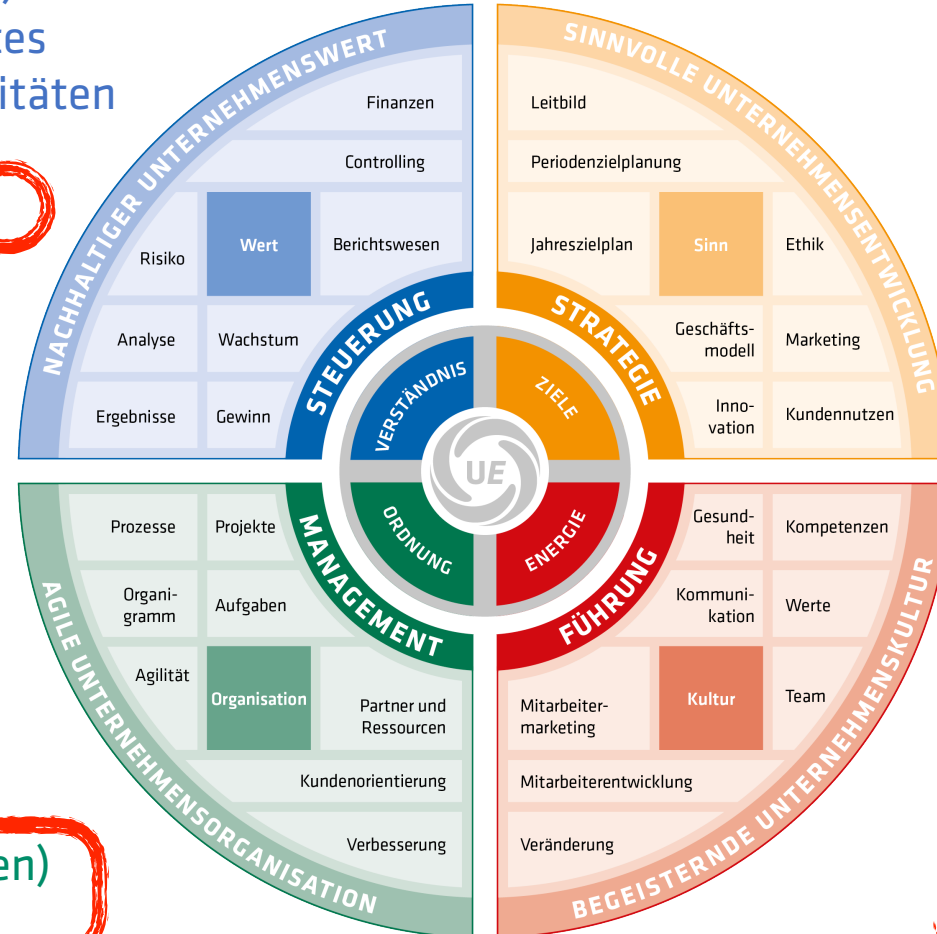 tes
itäten
NACHHALTIGER UNTERNEHMENSWERT
Finanzen
Controlling
Risiko
Wert
Berichtswesen
Analyse
Wachstum
Ergebnisse
Gewinn
STEUERUNG
SINNVOLLE UNTERNEHMENSENTWICKLUNG
Leitbild
Periodenzielplanung
Jahreszielplan
Sinn
Ethik
Geschäfts-
modell
Marketing
Inno-
vation
Kundennutzen
STRATEGIE
VERSTÄNDNIS
ZIELE
UE
ORDNUNG
ENERGIE
MANAGEMENT
Prozesse
Projekte
Organi-
gramm
Aufgaben
Agilität
Organisation
Partner und
Ressourcen
Kundenorientierung
Verbesserung
AGILE UNTERNEHMENSORGANISATION
FÜHRUNG
Gesund-
heit
Kompetenzen
Kommuni-
kation
Werte
Mitarbeiter-
marketing
Kultur
Team
Mitarbeiterentwicklung
Veränderung
BEGEISTERNDE UNTERNEHMENSKULTUR
en)